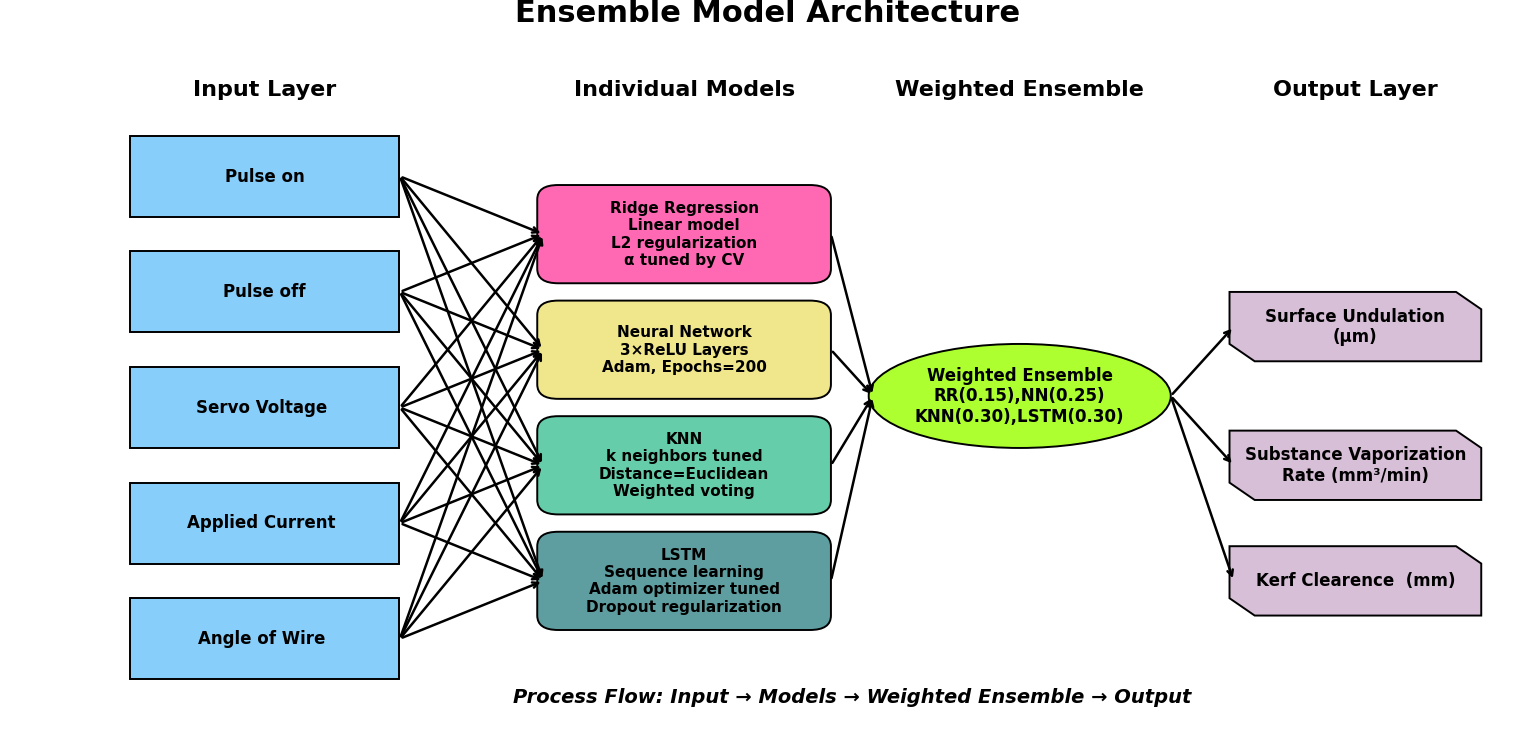 Ensemble Model Architecture
Input Layer
Individual Models
Weighted Ensemble
Output Layer
Pulse on
Pulse off
Servo Voltage
Applied Current
Angle of Wire
Ridge Regression
Linear model
L2 regularization
α tuned by CV
Neural Network
3×ReLU Layers
Adam, Epochs=200
KNN
k neighbors tuned
Distance=Euclidean
Weighted voting
LSTM
Sequence learning
Adam optimizer tuned
Dropout regularization
Weighted Ensemble
RR(0.15),NN(0.25)
KNN(0.30),LSTM(0.30)
Surface Undulation
(μm)
Substance Vaporization
Rate (mm³/min)
Kerf Clearence  (mm)
Process Flow: Input → Models → Weighted Ensemble → Output